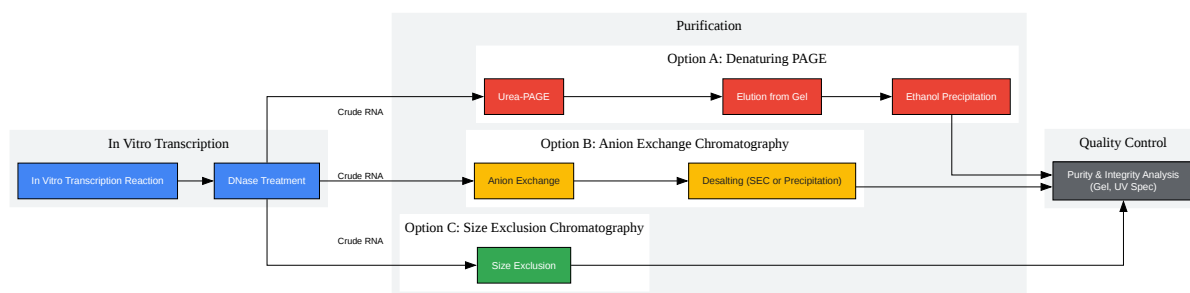 Purification
Option A: Denaturing PAGE
Urea-PAGE
Elution from Gel
Ethanol Precipitation
Crude RNA
In Vitro Transcription
In Vitro Transcription Reaction
DNase Treatment
Crude RNA
Option B: Anion Exchange Chromatography
Anion Exchange
Desalting (SEC or Precipitation)
Quality Control
Purity & Integrity Analysis
(Gel, UV Spec)
Crude RNA
Option C: Size Exclusion Chromatography
Size Exclusion